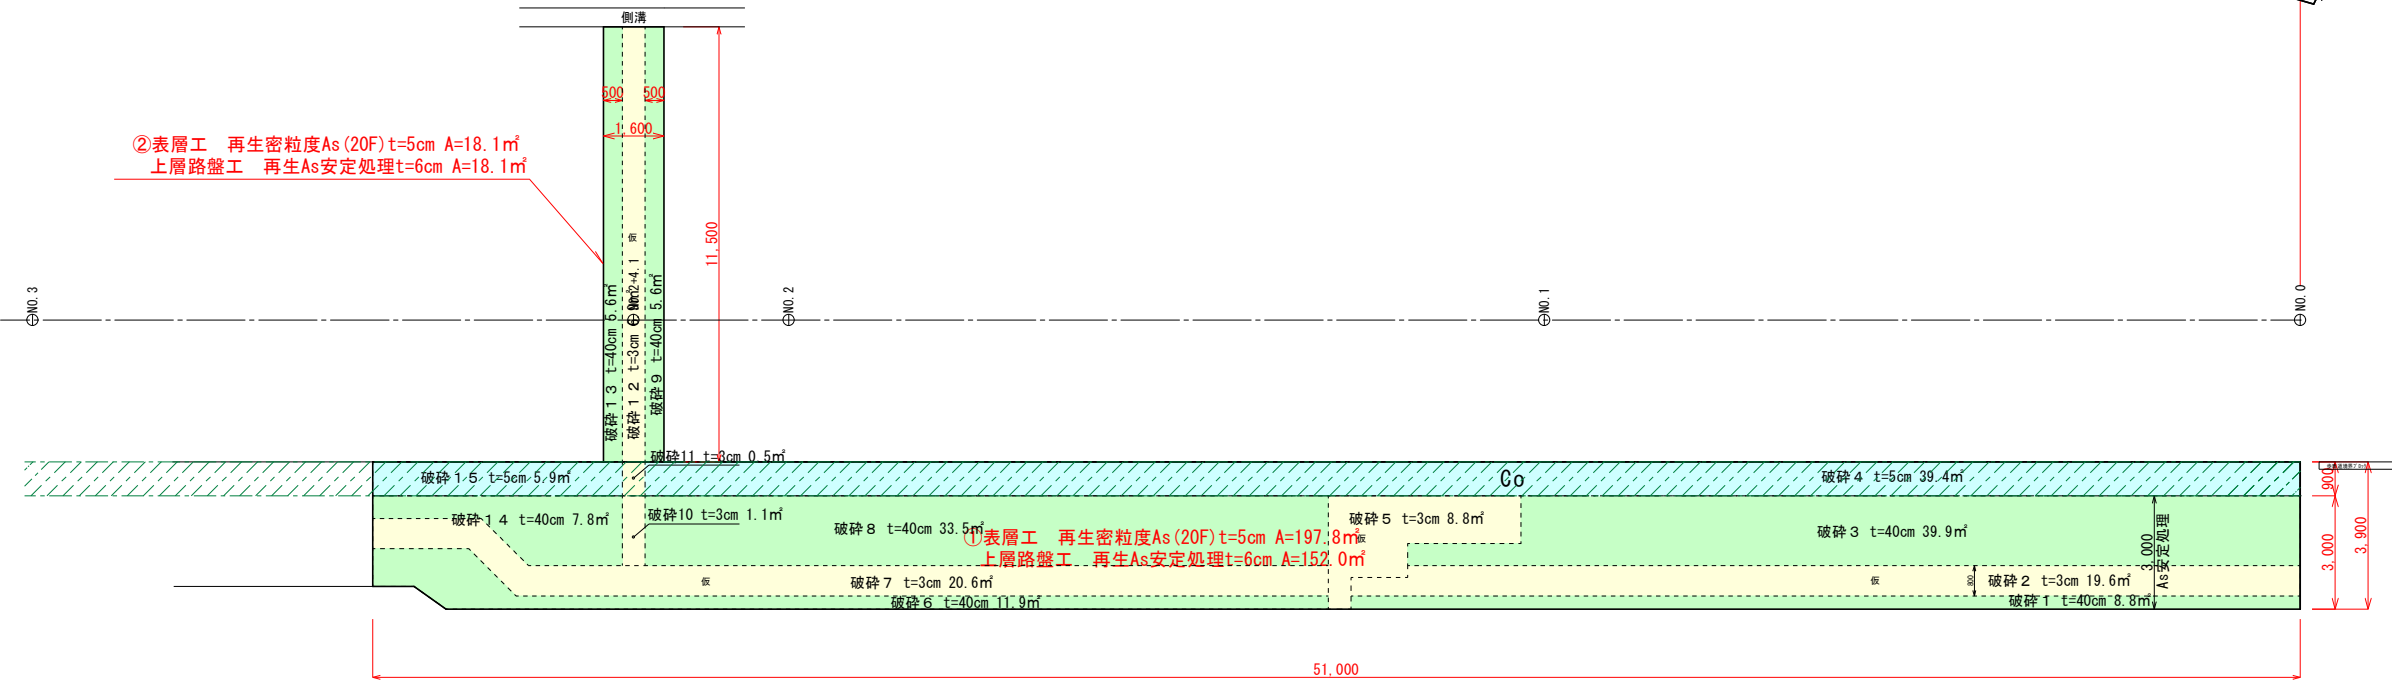 側溝
500 500
1,600
②表層工　再生密粒度As(20F)t=5cm A=18.1㎡
上層路盤工　再生As安定処理t=6cm A=18.1㎡
11,500
仮
NO.3
NO.2+4.1
NO.2
NO.1
NO.0
破砕１３ t=40cm 5.6㎡
破砕１２ t=3cm
破砕９ t=40cm 5.6㎡
破砕11 t=3cm 0.5㎡
破砕１５ t=5cm 5.9㎡
Co
破砕４ t=5cm 39.4㎡
900
破砕１４ t=40cm 7.8㎡
破砕10 t=3cm 1.1㎡
破砕８ t=40cm 33.5㎡
破砕５ t=3cm 8.8㎡
破砕３ t=40cm 39.9㎡
①表層工　再生密粒度As(20F)t=5cm A=197.8㎡
上層路盤工　再生As安定処理t=6cm A=152.0㎡
仮
3,000
As安定処理
3,000
3,900
仮
破砕７ t=3cm 20.6㎡
仮
800
破砕２ t=3cm 19.6㎡
破砕６ t=40cm 11.9㎡
破砕１ t=40cm 8.8㎡
51,000